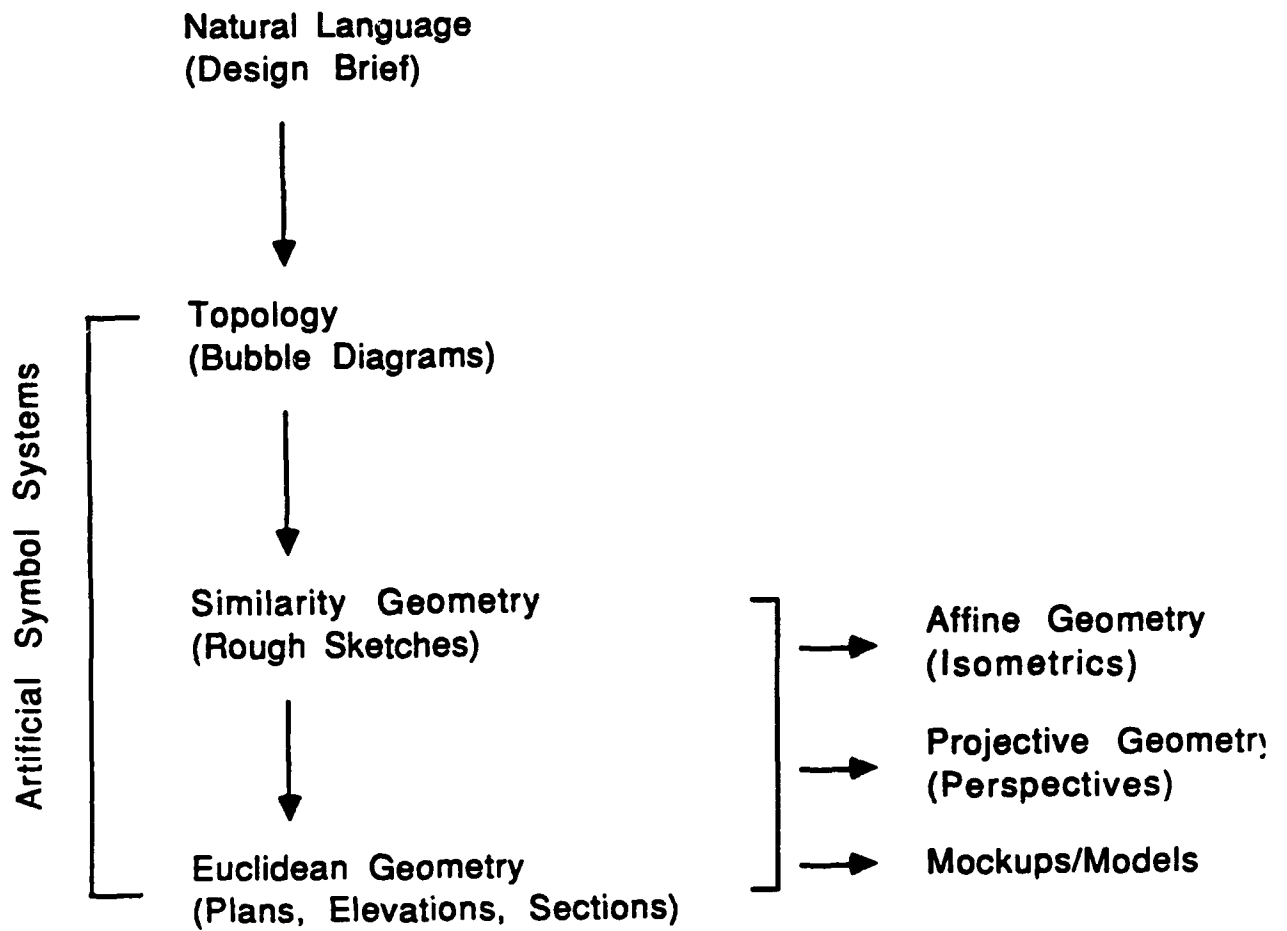 Natural Language
(Design Brief)
Topology
(Bubble Diagrams)
Artificial Symbol Systems
Similarity Geometry
(Rough Sketches)
Affine Geometry
(Isometrics)
Projective Geometry
(Perspectives)
Euclidean Geometry
(Plans, Elevations, Sections)
Mockups/Models